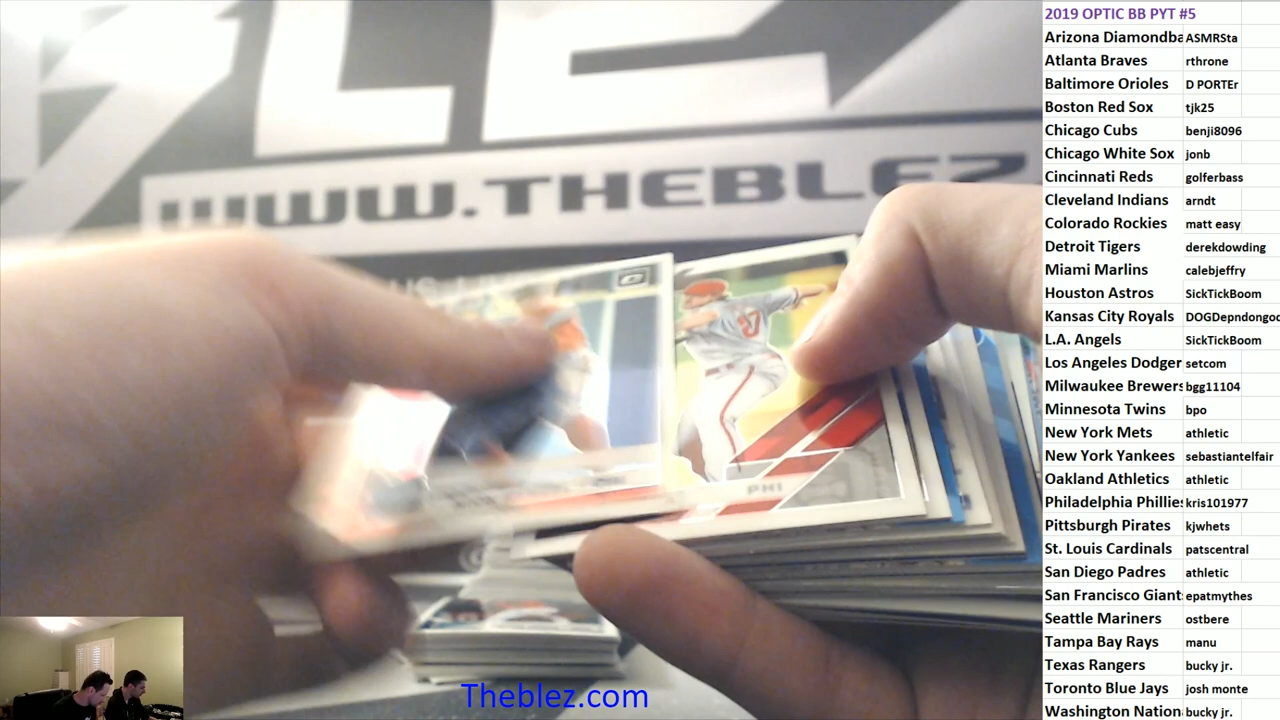 BLEZ
WWW.THEBLEZ
27
PHI
Theblez.com
2019 OPTIC BB PYT #5
Arizona Diamondba ASMRSta
Atlanta Braves rthrone
Baltimore Orioles D PORTEr
Boston Red Sox tjk25
Chicago Cubs benji8096
Chicago White Sox jonb
Cincinnati Reds golferbass
Cleveland Indians arndt
Colorado Rockies matt easy
Detroit Tigers derekdowding
Miami Marlins calebjeffry
Houston Astros SickTickBoom
Kansas City Royals DOGDepndongod
L.A. Angels SickTickBoom
Los Angeles Dodger setcom
Milwaukee Brewers bgg11104
Minnesota Twins bpo
New York Mets athletic
New York Yankees sebastiantelfair
Oakland Athletics athletic
Philadelphia Phillies kris101977
Pittsburgh Pirates kjwhets
St. Louis Cardinals patscentral
San Diego Padres athletic
San Francisco Giants epatmythes
Seattle Mariners ostbere
Tampa Bay Rays manu
Texas Rangers bucky jr.
Toronto Blue Jays josh monte
Washington Nation bucky jr.